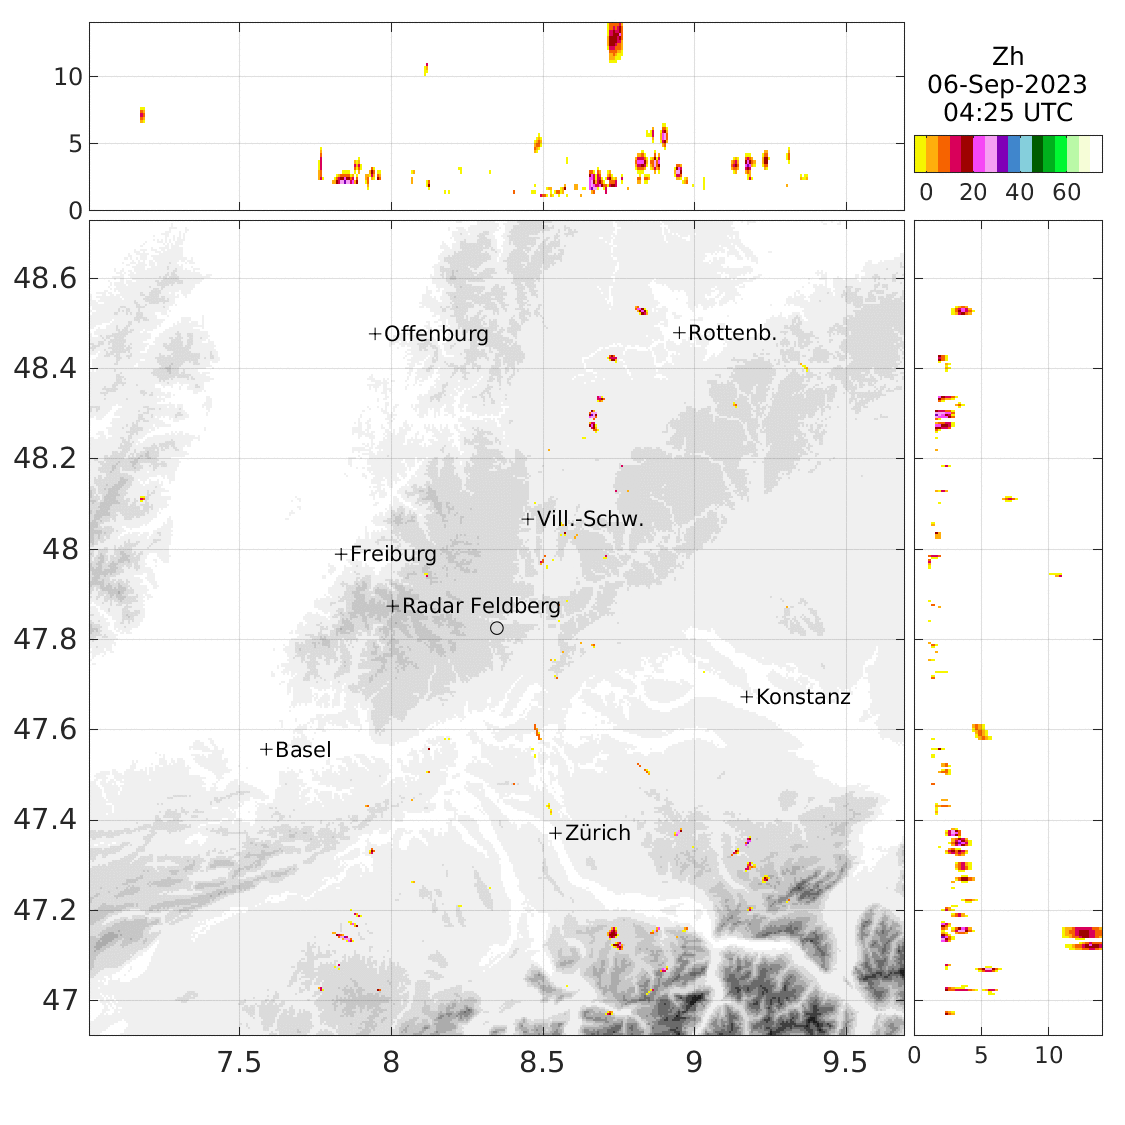 Zh
06-Sep-2023
04:25 UTC
0 20 40 60
10
5
0
48.6
48.4
48.2
48
47.8
47.6
47.4
47.2
47
Offenburg
Rottenb.
Vill.-Schw.
Freiburg
Radar Feldberg
Konstanz
Basel
Zürich
7.5 8 8.5 9 9.5
0 5 10